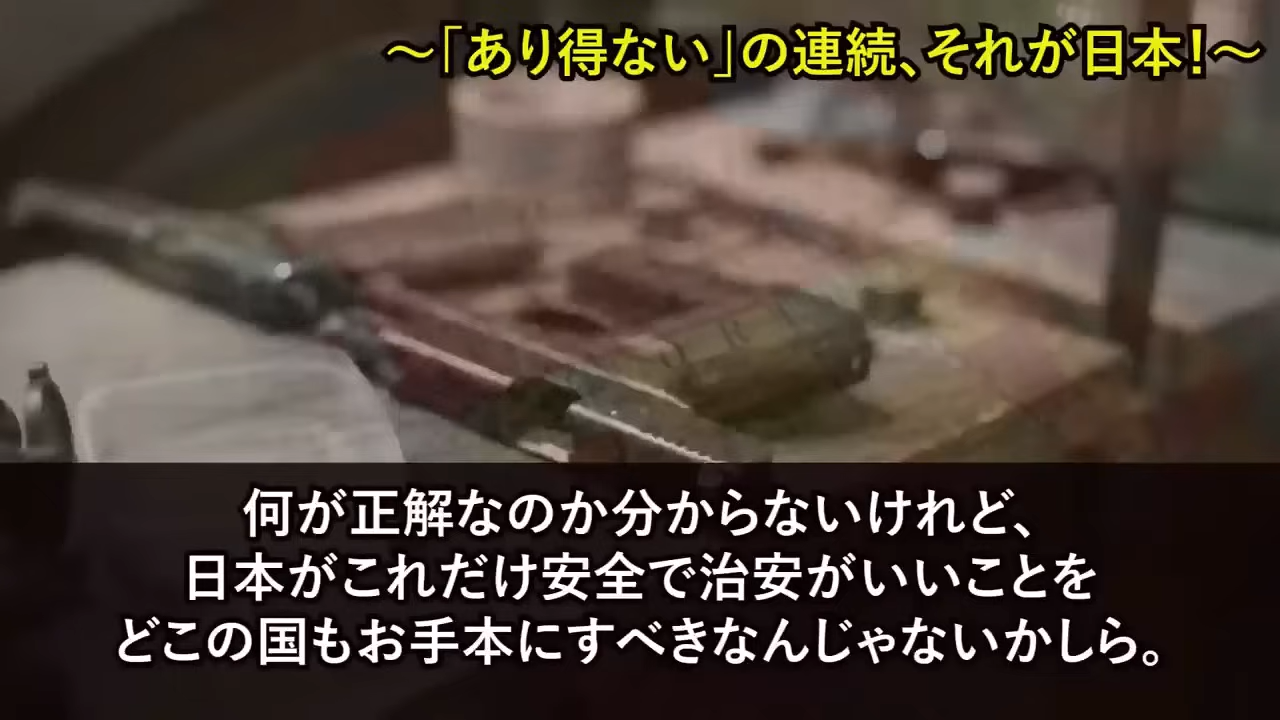 ～「あり得ない」の連続、それが日本！～
何が正解なのか分からないけれど、
日本がこれだけ安全で治安がいいことを
どこの国もお手本にすべきなんじゃないかしら。